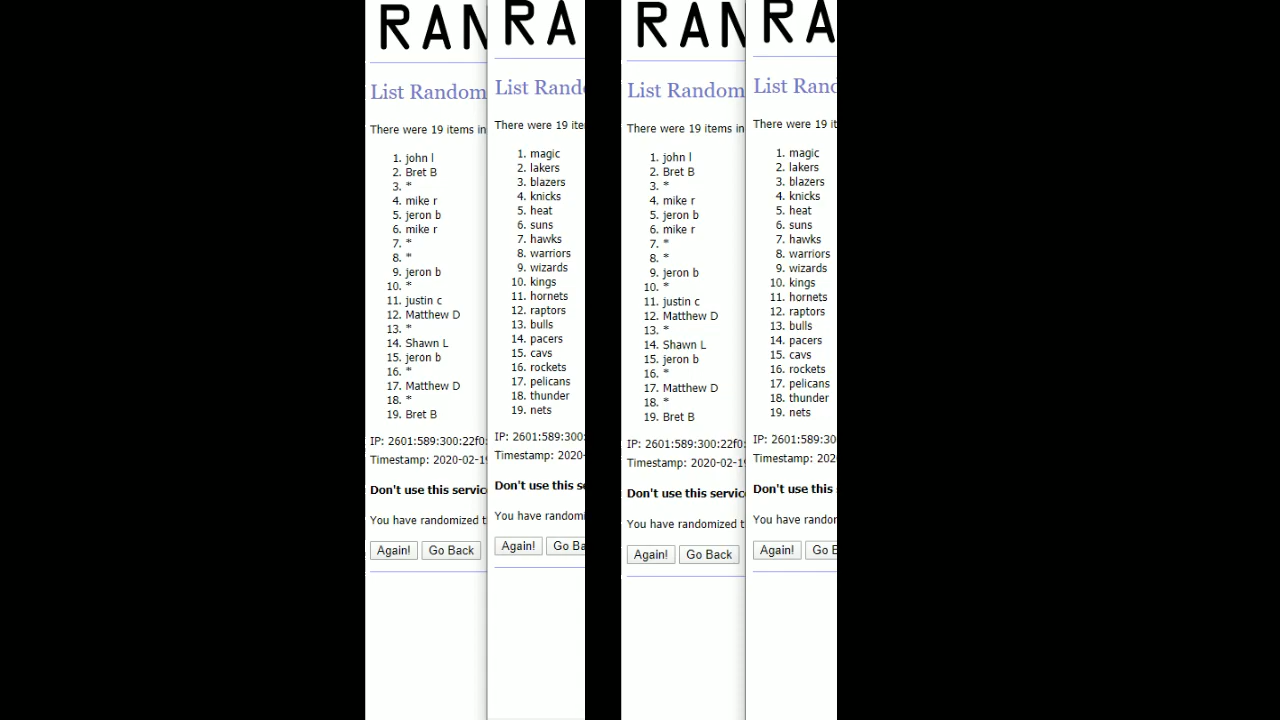 RAN
List Random
There were 19 items in
1. john l
2. Bret B
3. *
4. mike r
5. jeron b
6. mike r
7. *
8. *
9. jeron b
10. *
11. justin c
12. Matthew D
13. *
14. Shawn L
15. jeron b
16. *
17. Matthew D
18. *
19. Bret B
IP: 2601:589:300:22f0:
Timestamp: 2020-02-19
Don't use this servic
You have randomized t
Again! Go Back
RA
List Rand
There were 19 ite
1. magic
2. lakers
3. blazers
4. knicks
5. heat
6. suns
7. hawks
8. warriors
9. wizards
10. kings
11. hornets
12. raptors
13. bulls
14. pacers
15. cavs
16. rockets
17. pelicans
18. thunder
19. nets
IP: 2601:589:300:
Timestamp: 2020-
Don't use this se
You have randomi
Again! Go Ba
RAN
List Random
There were 19 items in
1. john l
2. Bret B
3. *
4. mike r
5. jeron b
6. mike r
7. *
8. *
9. jeron b
10. *
11. justin c
12. Matthew D
13. *
14. Shawn L
15. jeron b
16. *
17. Matthew D
18. *
19. Bret B
IP: 2601:589:300:22f0:
Timestamp: 2020-02-19
Don't use this servic
You have randomized t
Again! Go Back
RA
List Rand
There were 19 it
1. magic
2. lakers
3. blazers
4. knicks
5. heat
6. suns
7. hawks
8. warriors
9. wizards
10. kings
11. hornets
12. raptors
13. bulls
14. pacers
15. cavs
16. rockets
17. pelicans
18. thunder
19. nets
IP: 2601:589:30
Timestamp: 202
Don't use this
You have randor
Again! Go B